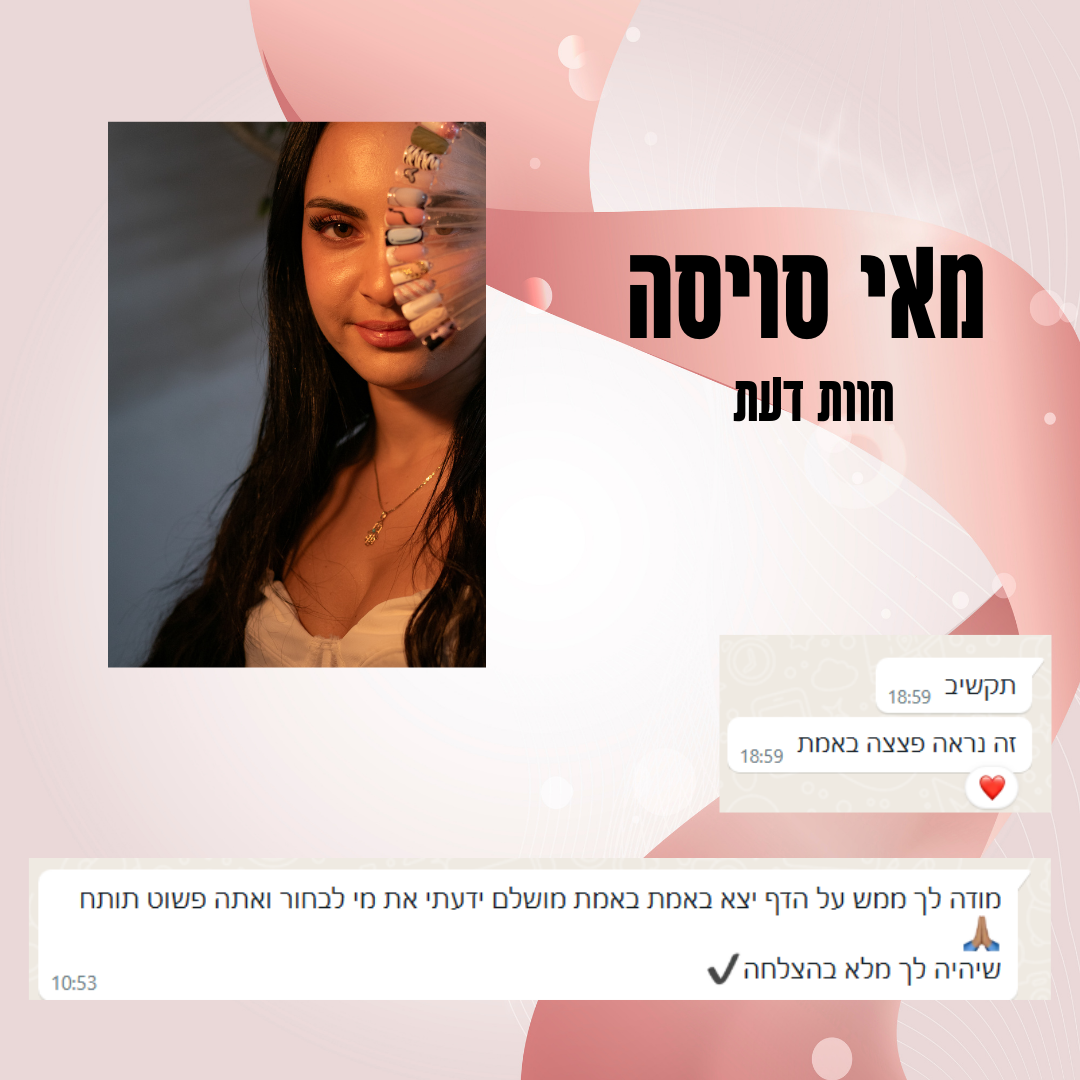 מאי סויסה
חוות דעת
תקשיב 18:59
זה נראה פצצה באמת 18:59
❤️
מודה לך ממש על הדף יצא באמת באמת מושלם ידעתי את מי לבחור ואתה פשוט תותח
🙏🏽
שיהיה לך מלא בהצלחה ✔️
10:53